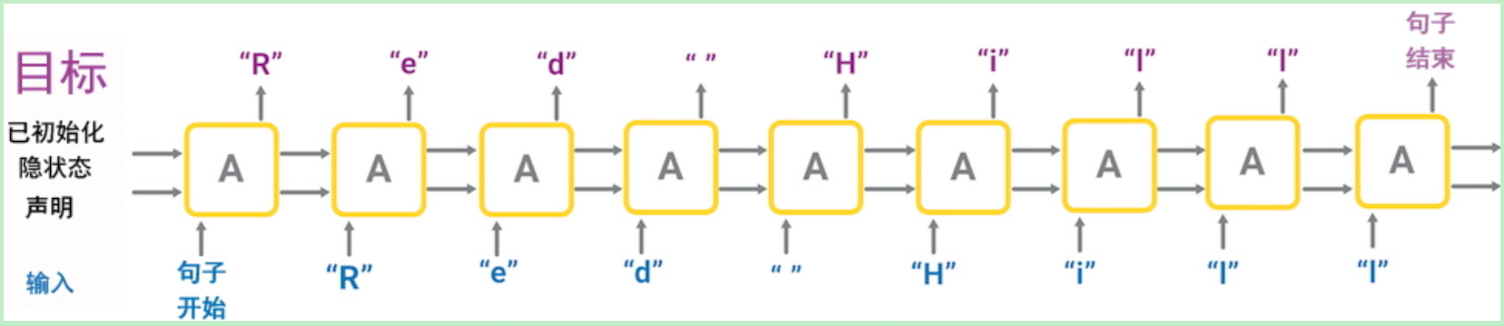 句子
结束
目标
“R” “e” “d” “ ” “H” “i” “l” “l”
已初始化
隐状态
声明
A A A A A A A A A
输入
句子
开始
“R” “e” “d” “ ” “H” “i” “l” “l”